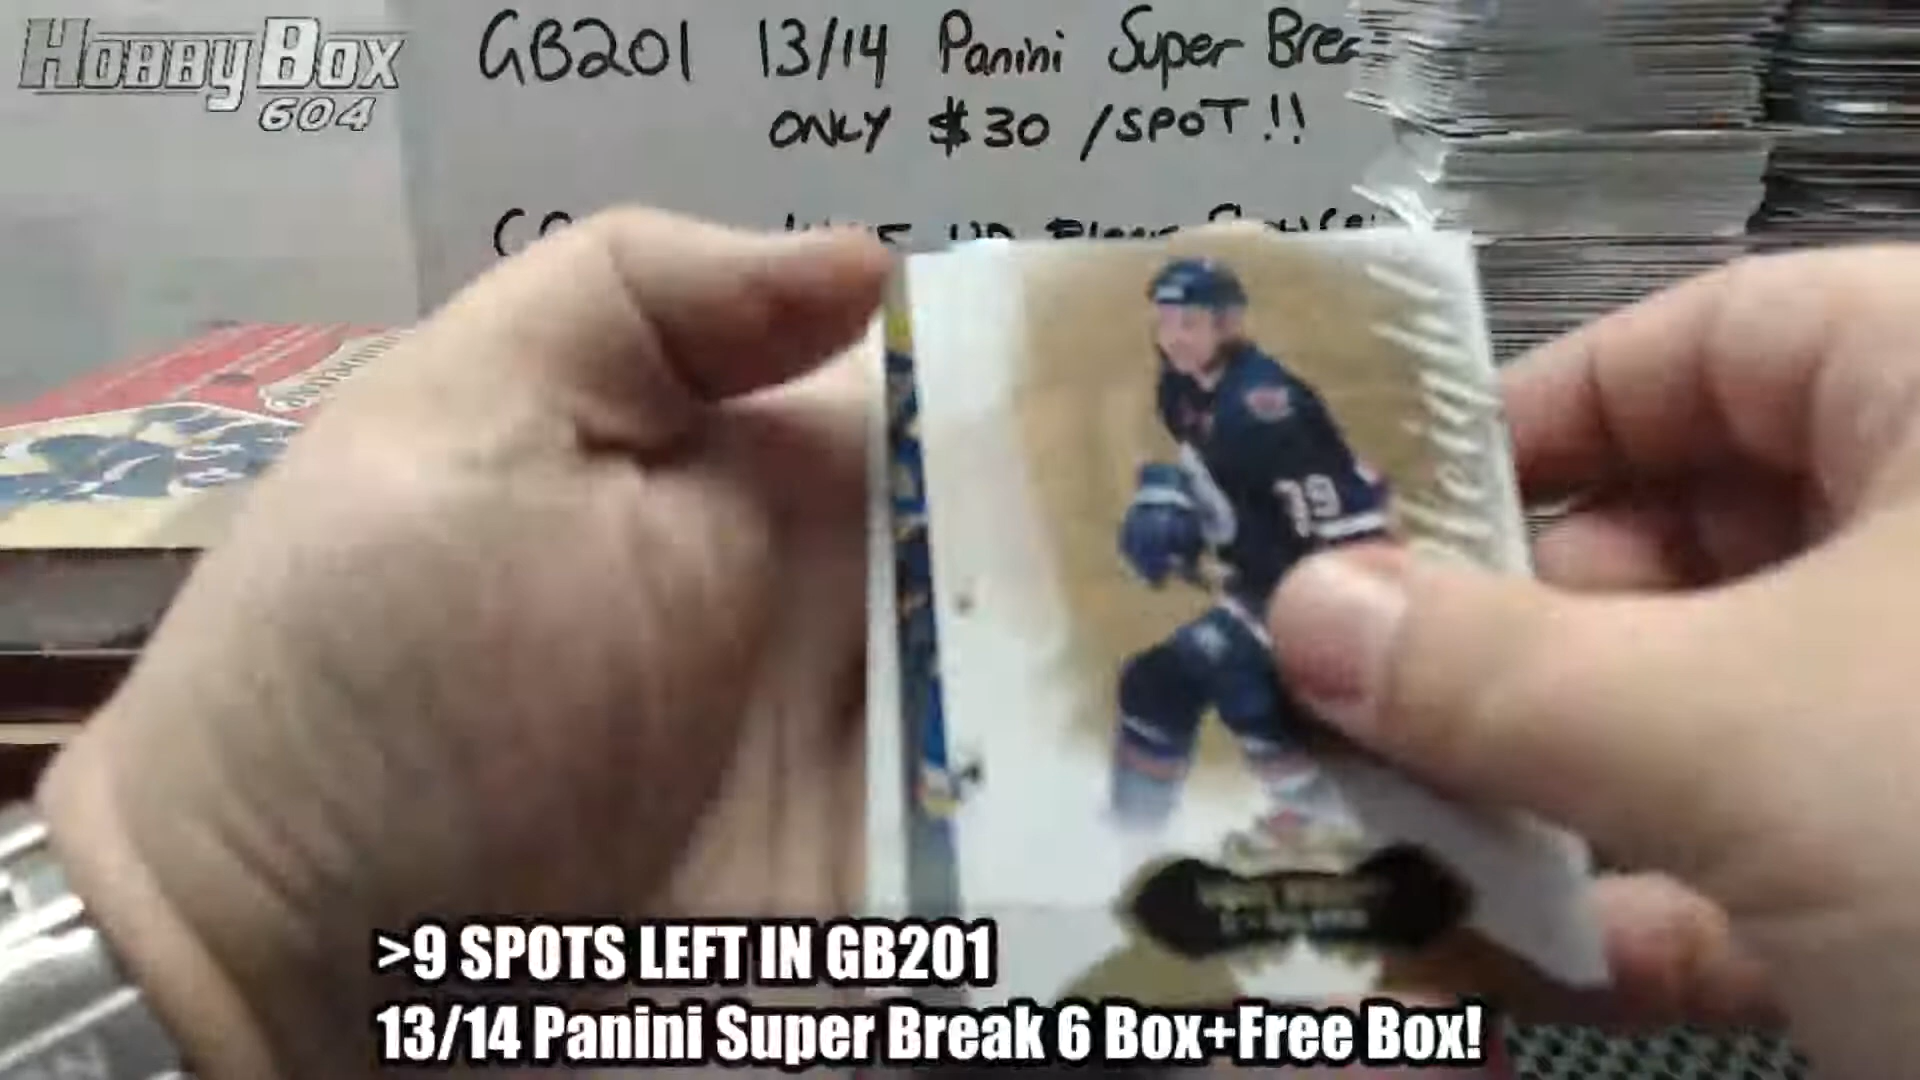 HOBBYBOX
604
GB201 13/14 Panini Super Brea
ONLY $30 /SPOT!!
19
>9 SPOTS LEFT IN GB201
13/14 Panini Super Break 6 Box+Free Box!